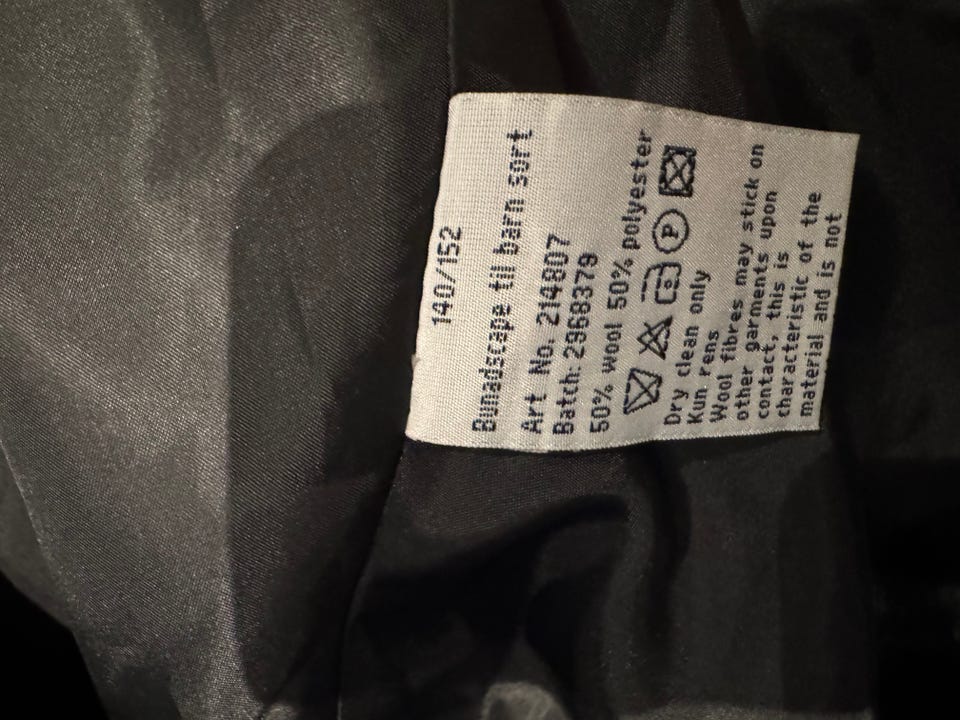 140/152
Bunadscape til barn sort
Art No. 214807
Batch: 2968379
50% Wool 50% polyester
P
Dry clean only
Kun rens
Wool fibres may stick on
other garments upon
contact, this is
characteristic of the
material and is not